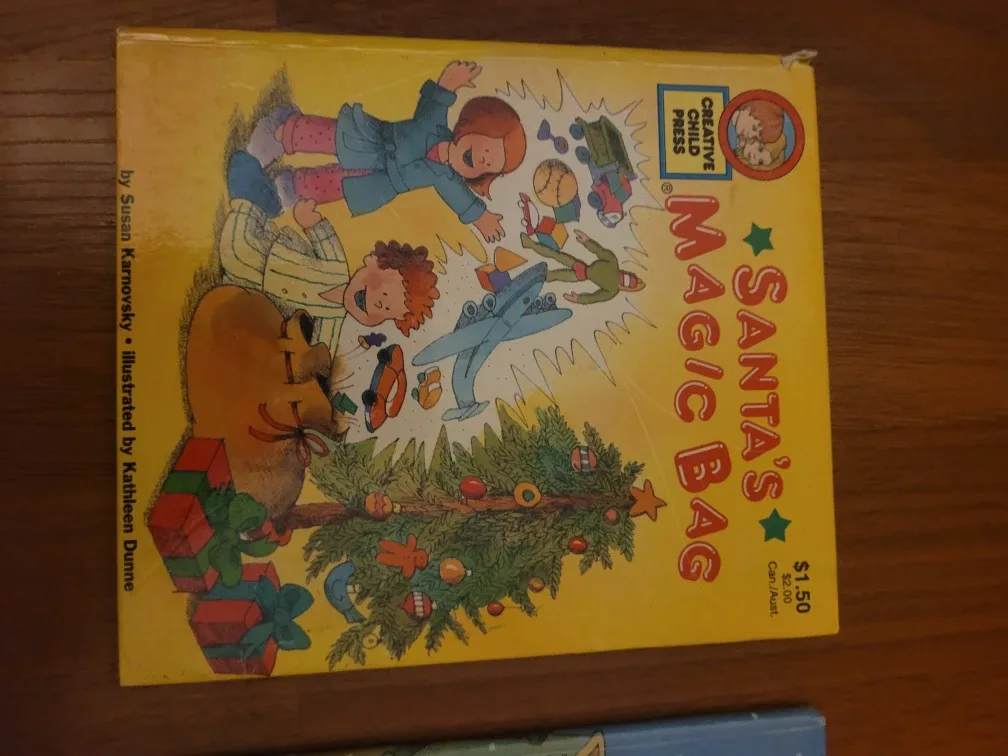 CREATIVE
CHILD
PRESS
®
SANTA'S
MAGIC BAG
$1.50
$2.00
Can./Aust.
by Susan Karnovsky • illustrated by Kathleen Dunne